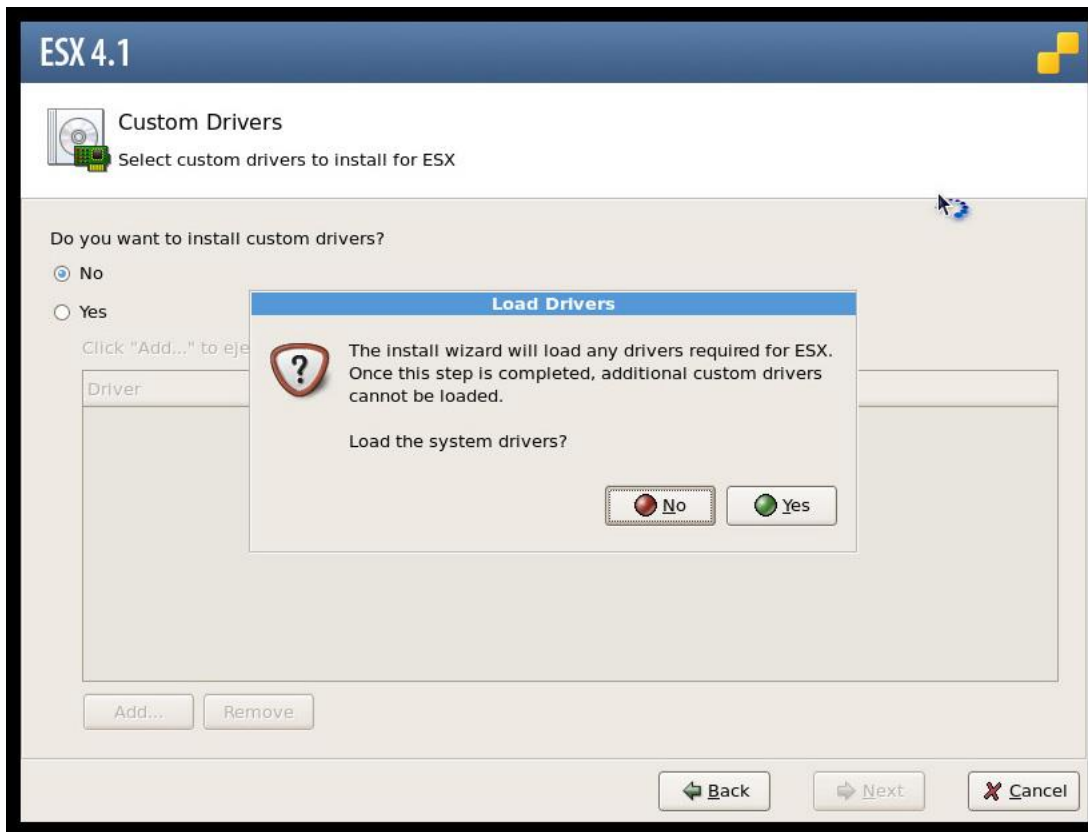 ESX 4.1
Custom Drivers
Select custom drivers to install for ESX
Do you want to install custom drivers?
No
Yes
Click "Add..." to eje
Driver
Load Drivers
The install wizard will load any drivers required for ESX.
Once this step is completed, additional custom drivers
cannot be loaded.
Load the system drivers?
No
Yes
Add...
Remove
Back
Next
Cancel